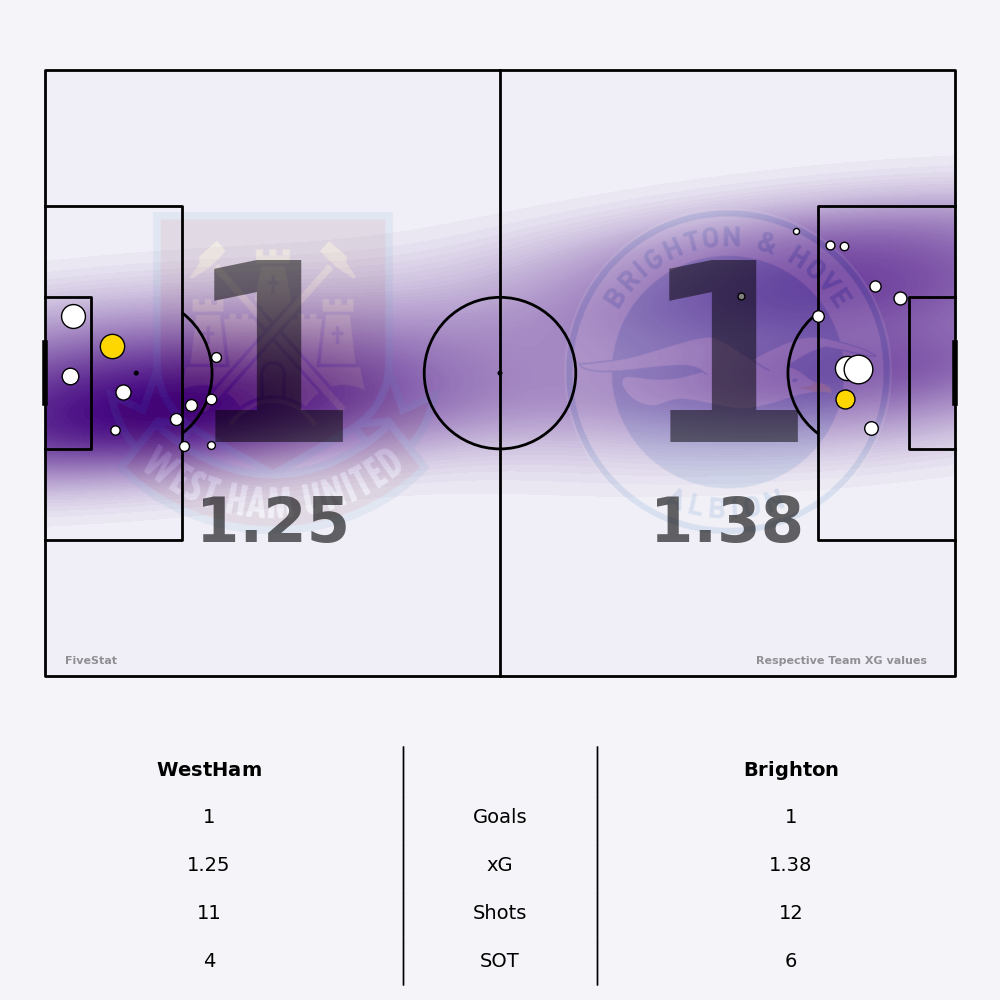 BRIGHTON & HOVE
1
1
WEST HAM UNITED
ALBION
1.25
1.38
FiveStat
Respective Team XG values
WestHam
Brighton
1
Goals
1
1.25
xG
1.38
11
Shots
12
4
SOT
6